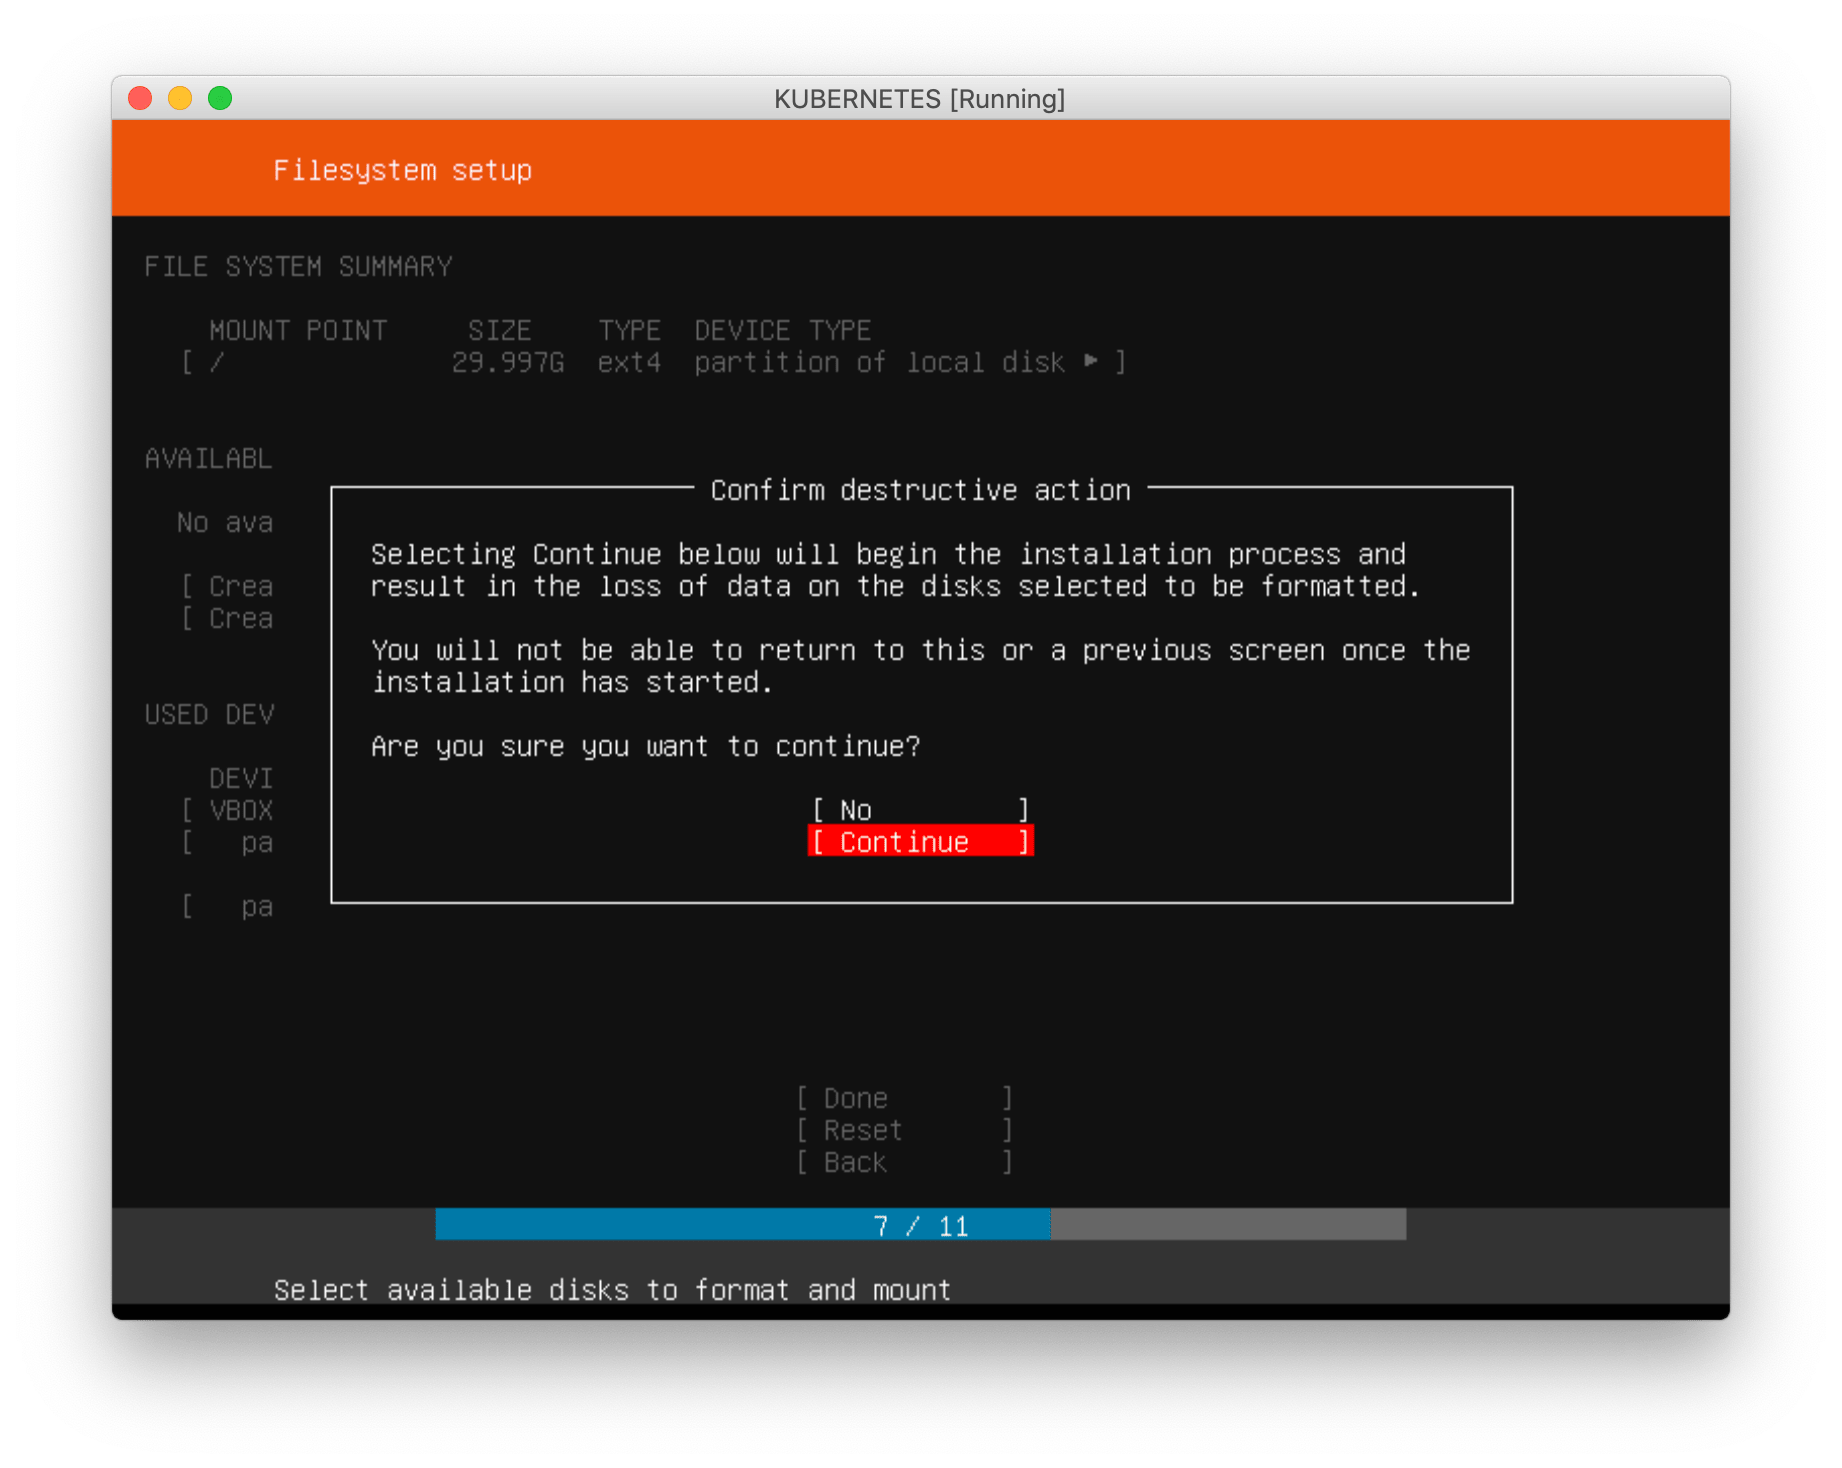 KUBERNETES [Running]
Filesystem setup
FILE SYSTEM SUMMARY
MOUNT POINT SIZE TYPE DEVICE TYPE
[ / 29.997G ext4 partition of local disk ▸ ]
AVAILABL
No ava
[ Crea
[ Crea
USED DEV
DEVI
[ VBOX
[ pa
[ pa
Confirm destructive action
Selecting Continue below will begin the installation process and
result in the loss of data on the disks selected to be formatted.
You will not be able to return to this or a previous screen once the
installation has started.
Are you sure you want to continue?
[ No ]
[ Continue ]
[ Done ]
[ Reset ]
[ Back ]
7 / 11
Select available disks to format and mount